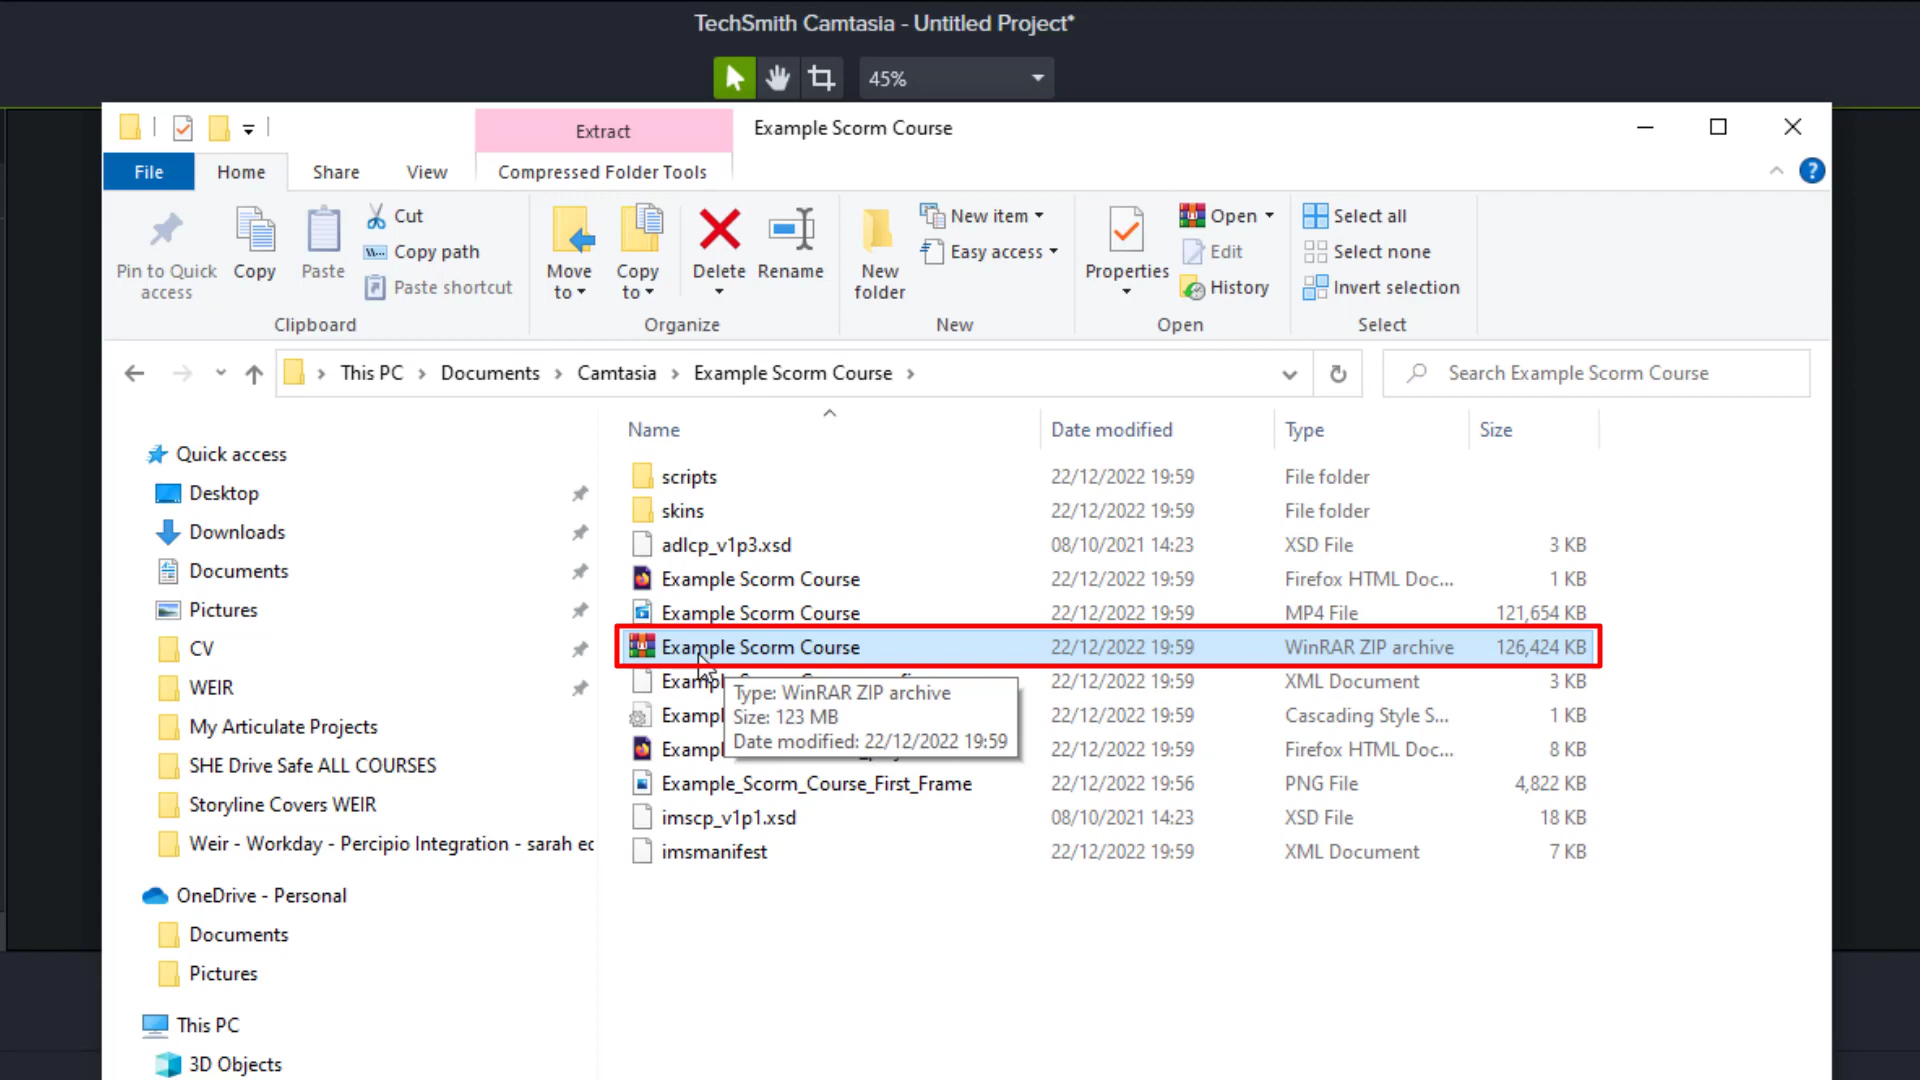 TechSmith Camtasia - Untitled Project*
45%
Extract
Example Scorm Course
File
Home
Share
View
Compressed Folder Tools
?
Pin to Quick access
Copy
Paste
Cut
Copy path
Paste shortcut
Clipboard
Move to
Copy to
Delete
Rename
Organize
New folder
New item
Easy access
New
Properties
Open
Edit
History
Open
Select all
Select none
Invert selection
Select
This PC > Documents > Camtasia > Example Scorm Course >
Search Example Scorm Course
Quick access
Desktop
Downloads
Documents
Pictures
CV
WEIR
My Articulate Projects
SHE Drive Safe ALL COURSES
Storyline Covers WEIR
Weir - Workday - Percipio Integration - sarah ec
OneDrive - Personal
Documents
Pictures
This PC
3D Objects
Name Date modified Type Size
scripts 22/12/2022 19:59 File folder
skins 22/12/2022 19:59 File folder
adlcp_v1p3.xsd 08/10/2021 14:23 XSD File 3 KB
Example Scorm Course 22/12/2022 19:59 Firefox HTML Doc... 1 KB
Example Scorm Course 22/12/2022 19:59 MP4 File 121,654 KB
Example Scorm Course 22/12/2022 19:59 WinRAR ZIP archive 126,424 KB
Examp 22/12/2022 19:59 XML Document 3 KB
Examp 22/12/2022 19:59 Cascading Style S... 1 KB
Examp 22/12/2022 19:59 Firefox HTML Doc... 8 KB
Example_Scorm_Course_First_Frame 22/12/2022 19:56 PNG File 4,822 KB
imscp_v1p1.xsd 08/10/2021 14:23 XSD File 18 KB
imsmanifest 22/12/2022 19:59 XML Document 7 KB
Type: WinRAR ZIP archive
Size: 123 MB
Date modified: 22/12/2022 19:59